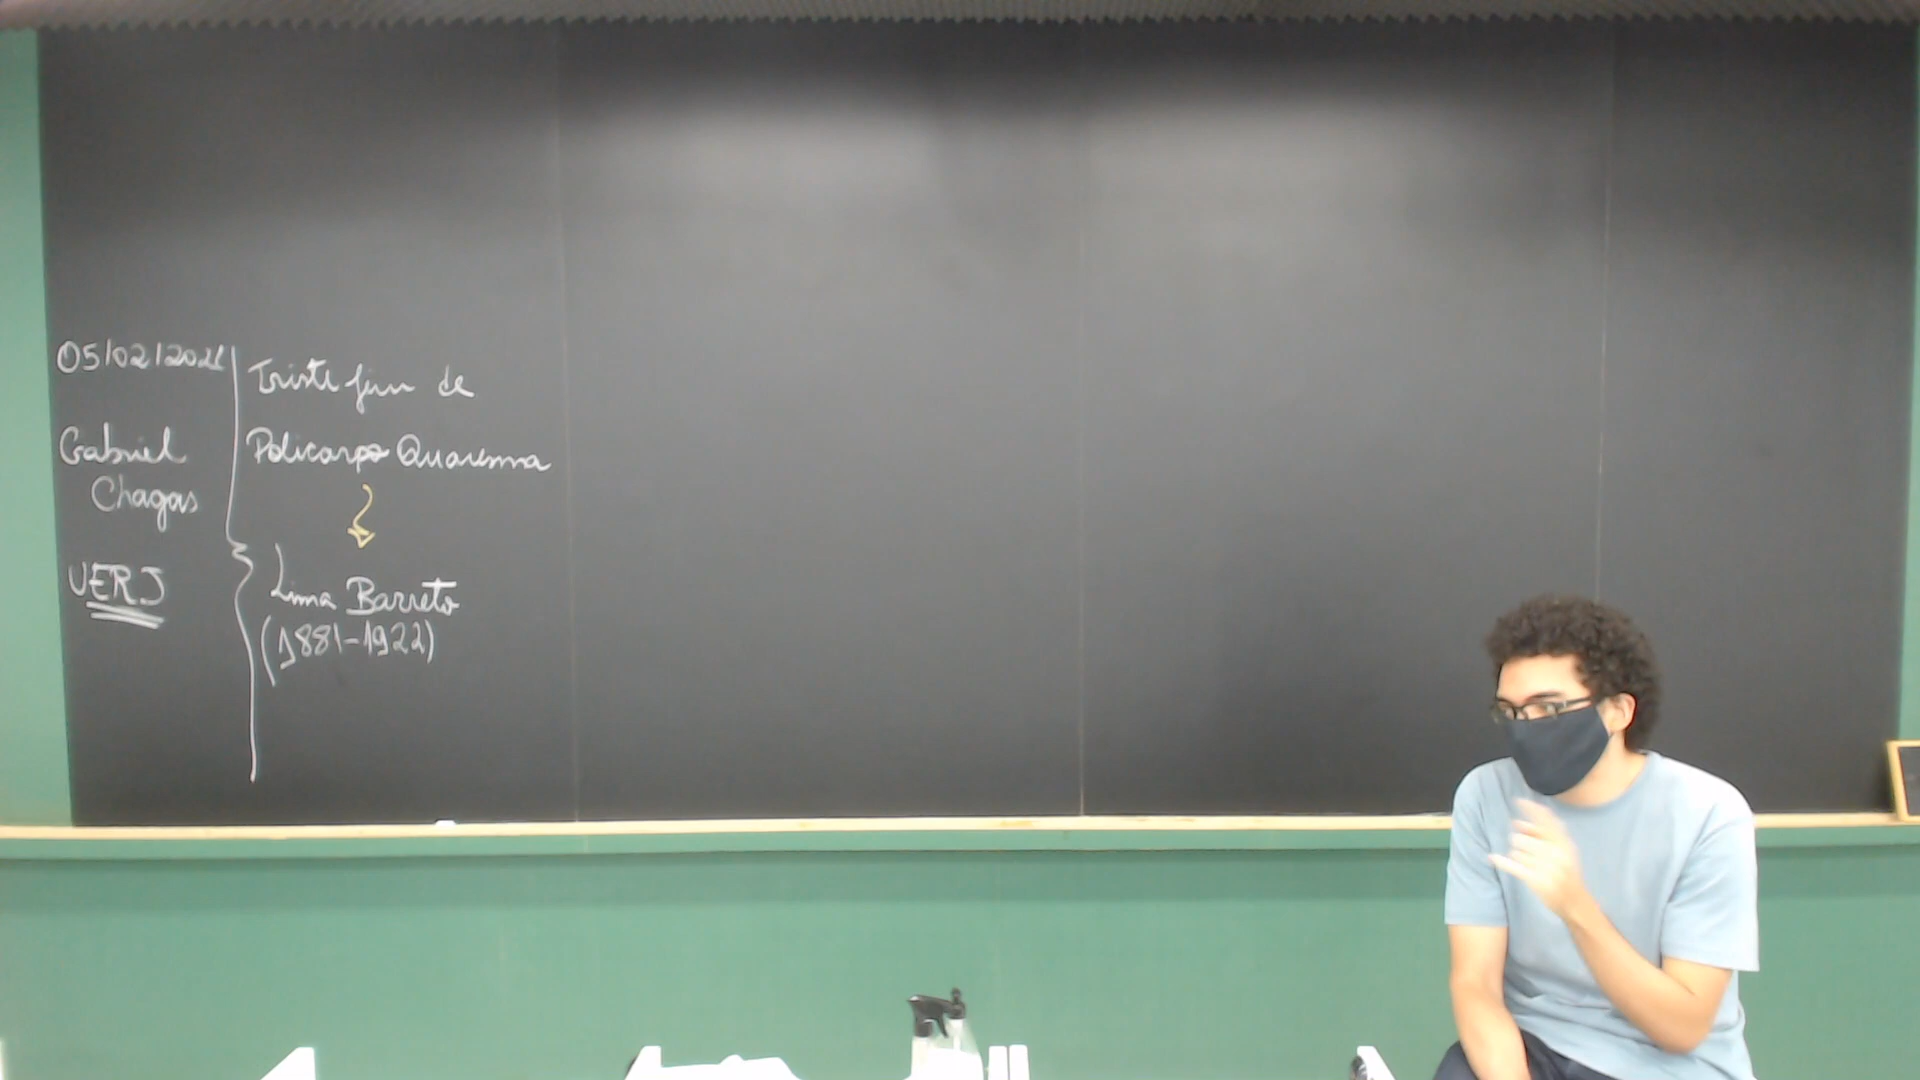 05/02/2021
Gabriel
Chagas
UERJ
Triste fim de
Policarpo Quaresma
Lima Barreto
(1881-1922)